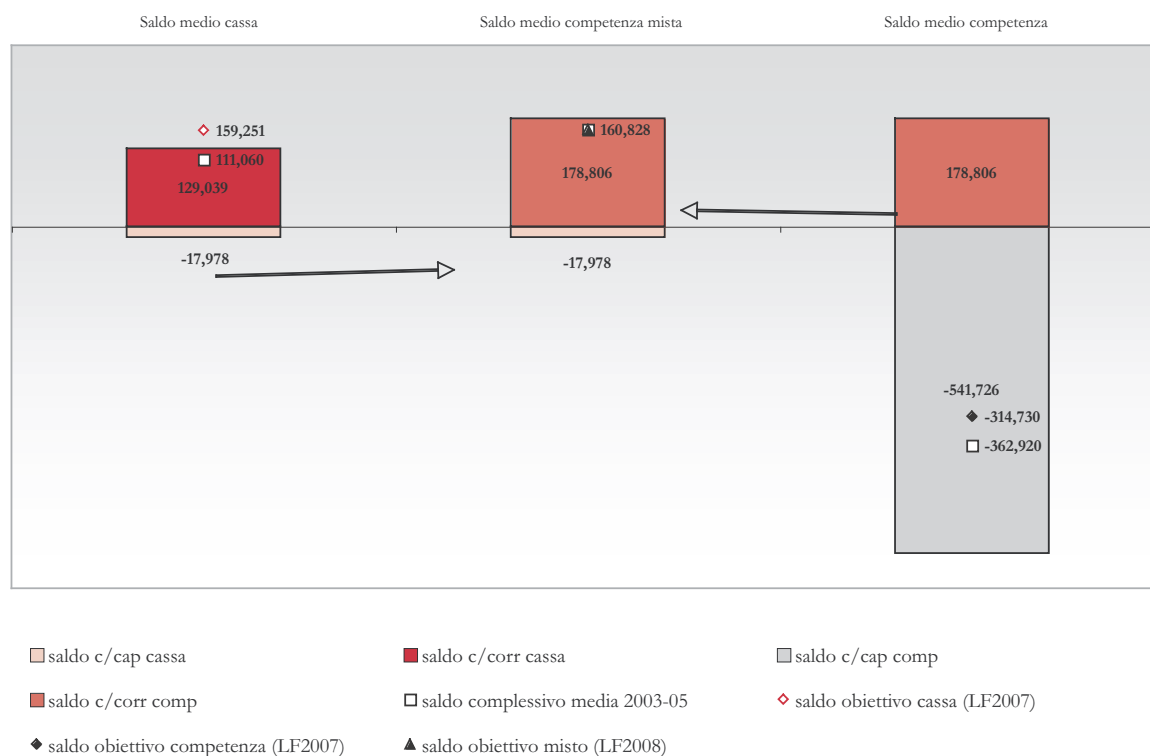 Saldo medio cassa
Saldo medio competenza mista
Saldo medio competenza
159,251
111,060
129,039
-17,978
160,828
178,806
-17,978
178,806
-541,726
-314,730
-362,920
saldo c/cap cassa
saldo c/corr cassa
saldo c/cap comp
saldo c/corr comp
saldo complessivo media 2003-05
saldo obiettivo cassa (LF2007)
saldo obiettivo competenza (LF2007)
saldo obiettivo misto (LF2008)